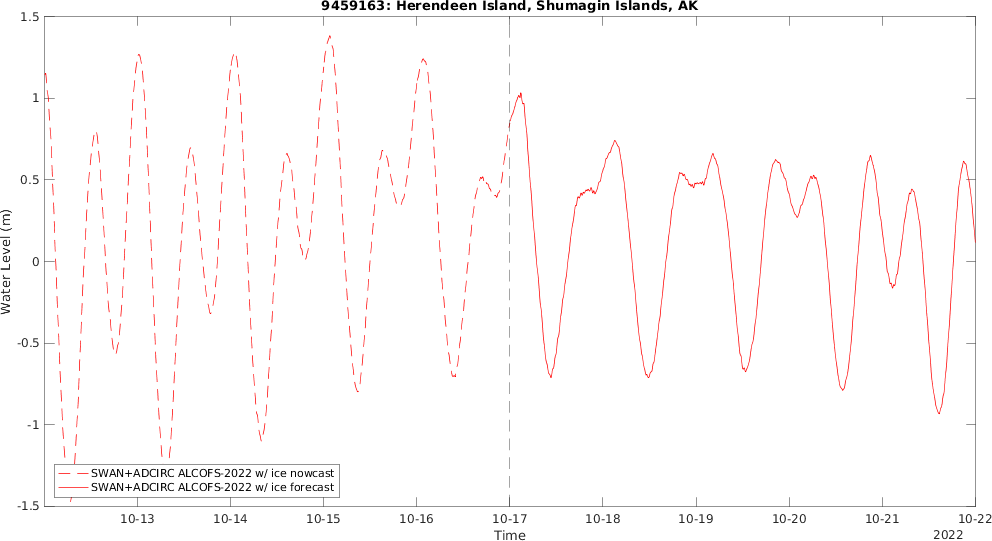 9459163: Herendeen Island, Shumagin Islands, AK
1.5
1
0.5
0
-0.5
-1
-1.5
Water Level (m)
SWAN+ADCIRC ALCOFS-2022 w/ ice nowcast
SWAN+ADCIRC ALCOFS-2022 w/ ice forecast
10-13 10-14 10-15 10-16 10-17 10-18 10-19 10-20 10-21 10-22
Time
2022